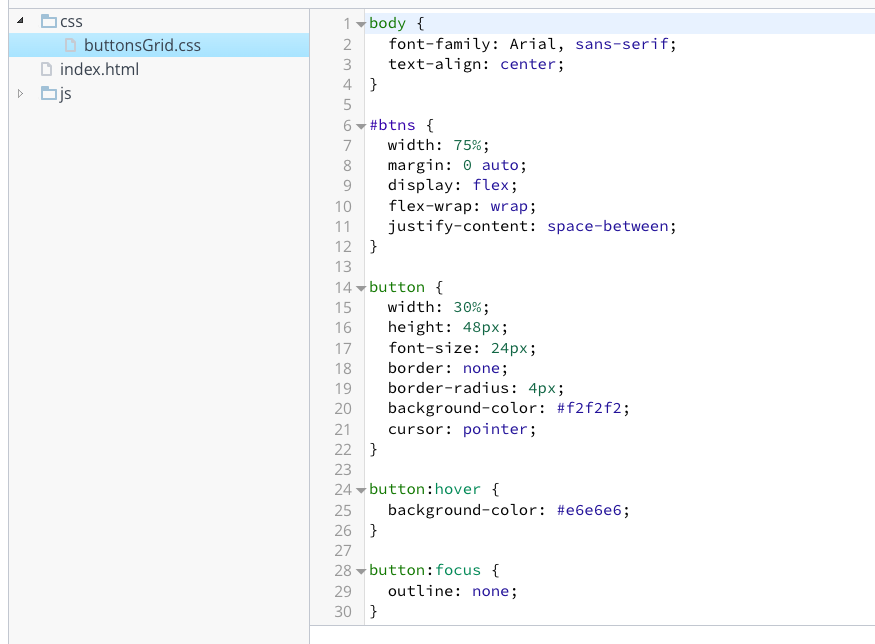 css
buttonsGrid.css
index.html
js
1 body {
2 font-family: Arial, sans-serif;
3 text-align: center;
4 }
5
6 #btns {
7 width: 75%;
8 margin: 0 auto;
9 display: flex;
10 flex-wrap: wrap;
11 justify-content: space-between;
12 }
13
14 button {
15 width: 30%;
16 height: 48px;
17 font-size: 24px;
18 border: none;
19 border-radius: 4px;
20 background-color: #f2f2f2;
21 cursor: pointer;
22 }
23
24 button:hover {
25 background-color: #e6e6e6;
26 }
27
28 button:focus {
29 outline: none;
30 }